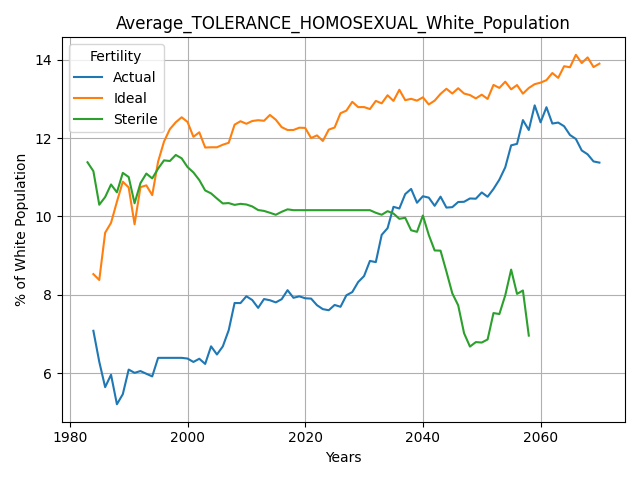 Average_TOLERANCE_HOMOSEXUAL_White_Population
Fertility
Actual
Ideal
Sterile
% of White Population
14
12
10
8
6
1980
2000
2020
2040
2060
Years